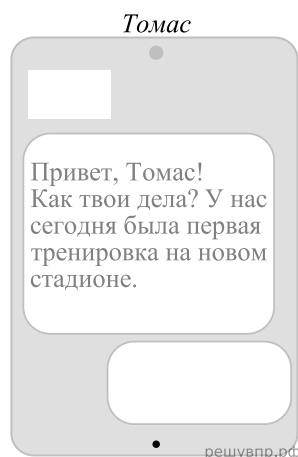 Томас
Привет, Томас!
Как твои дела? У нас
сегодня была первая
тренировка на новом
стадионе.
решувпр.рф